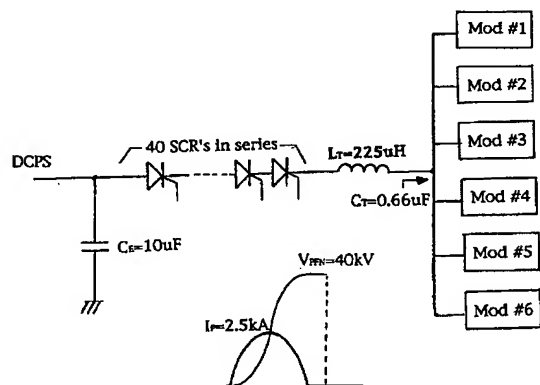 Mod #1
Mod #2
Mod #3
Mod #4
Mod #5
Mod #6
40 SCR's in series
LT=225uH
DCPS
CT=0.66uF
CE=10uF
VPFN=40kV
IP=2.5kA